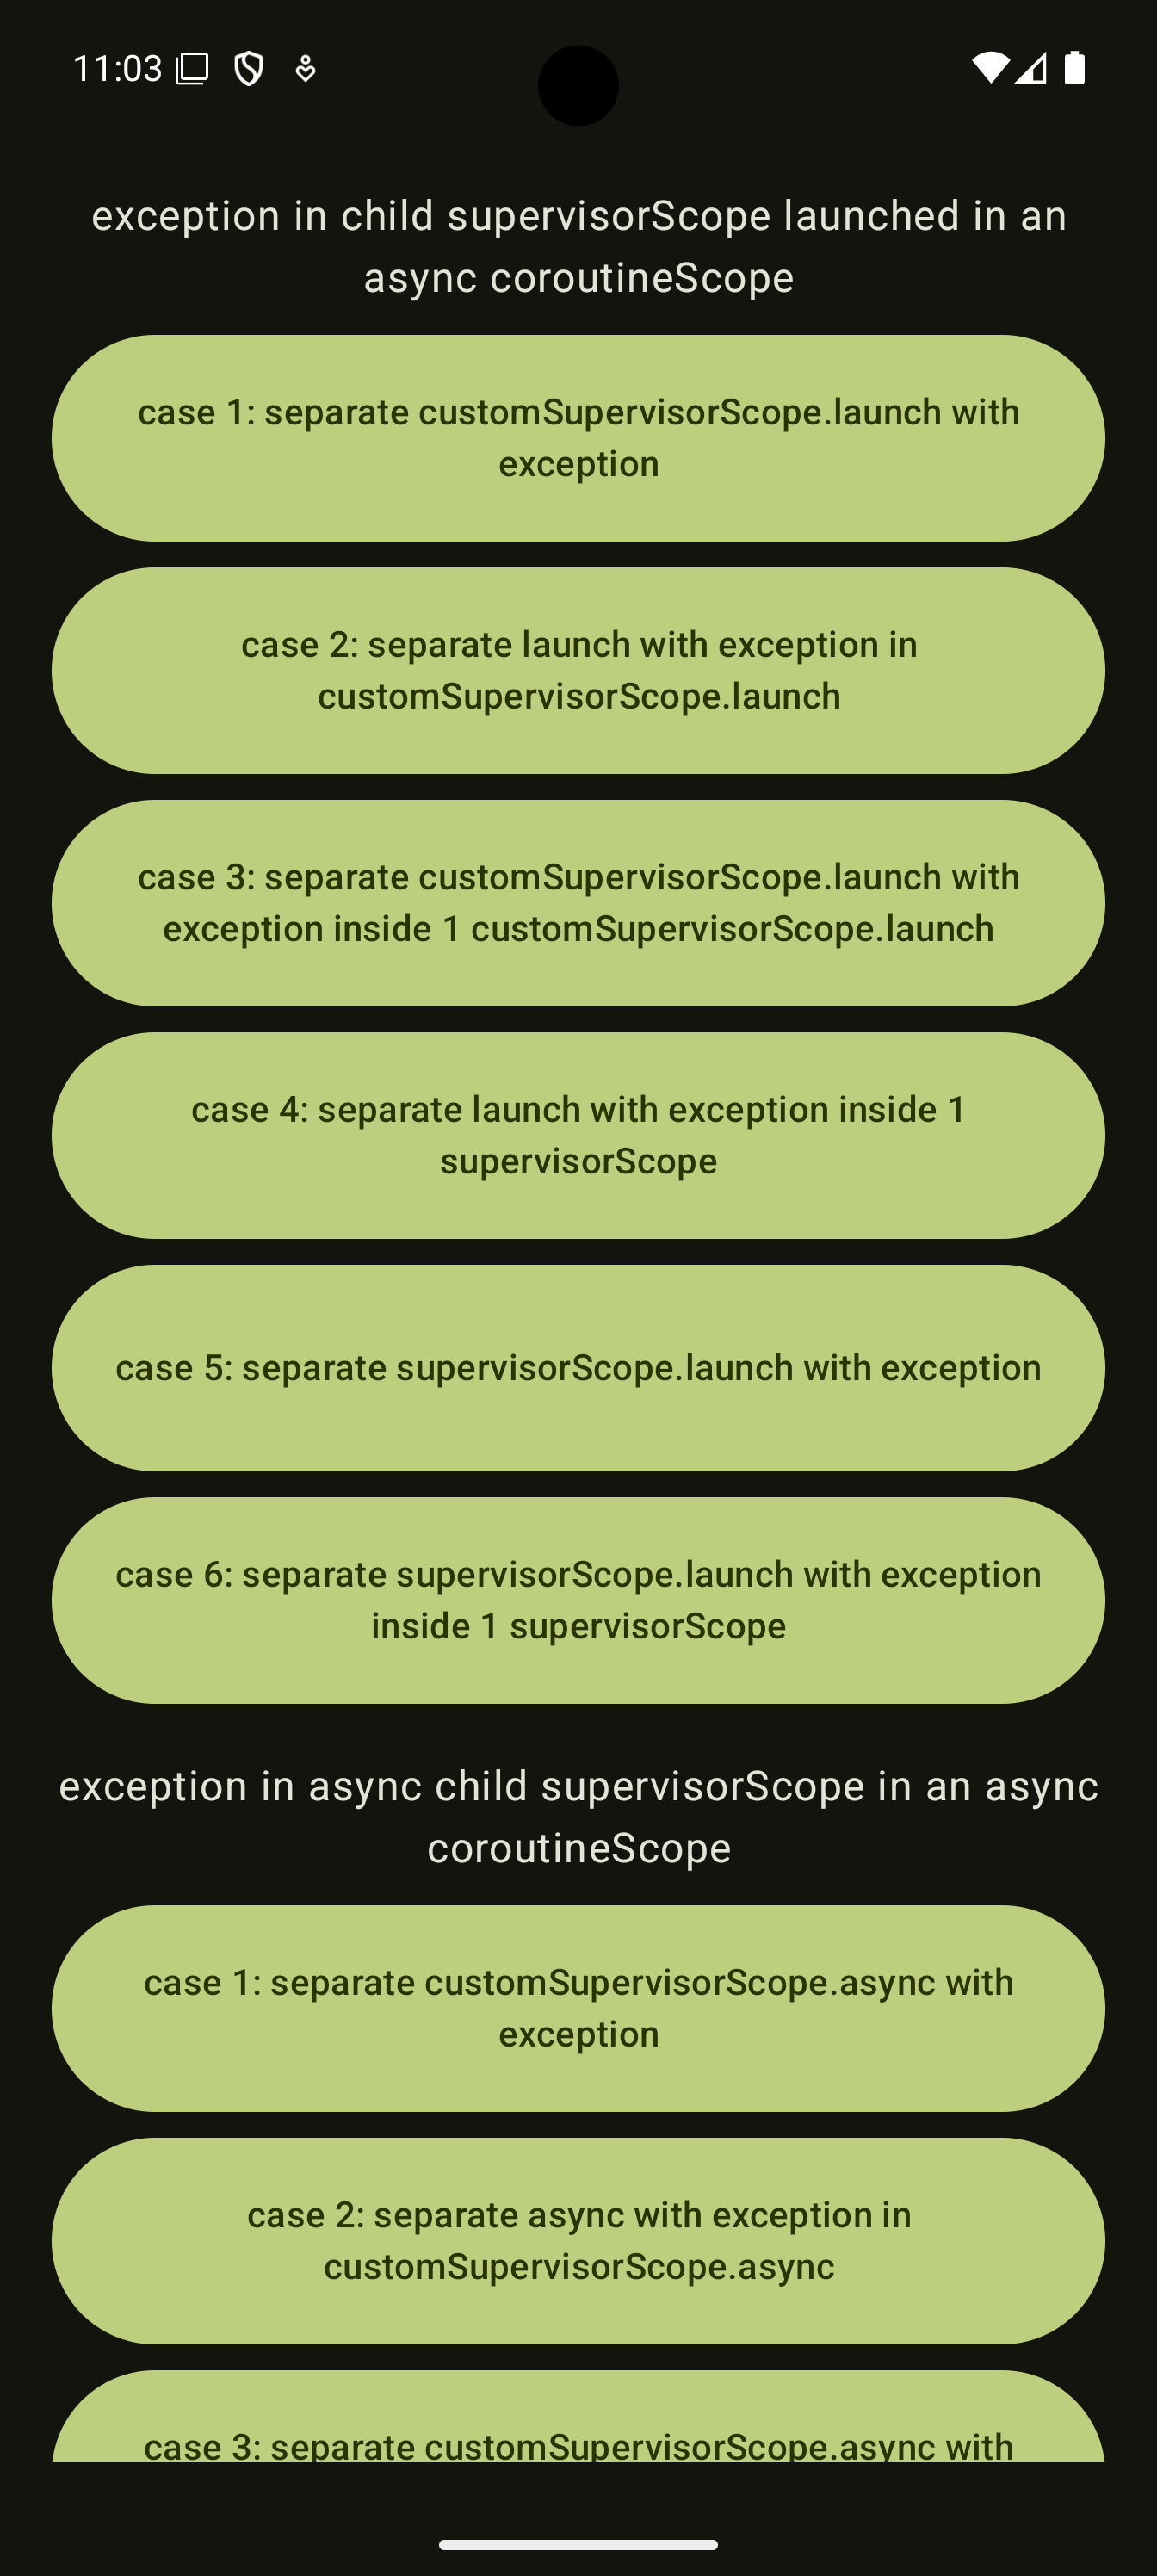 11:03
exception in child supervisorScope launched in an
async coroutineScope
case 1: separate customSupervisorScope.launch with
exception
case 2: separate launch with exception in
customSupervisorScope.launch
case 3: separate customSupervisorScope.launch with
exception inside 1 customSupervisorScope.launch
case 4: separate launch with exception inside 1
supervisorScope
case 5: separate supervisorScope.launch with exception
case 6: separate supervisorScope.launch with exception
inside 1 supervisorScope
exception in async child supervisorScope in an async
coroutineScope
case 1: separate customSupervisorScope.async with
exception
case 2: separate async with exception in
customSupervisorScope.async
case 3: separate customSupervisorScope.async with